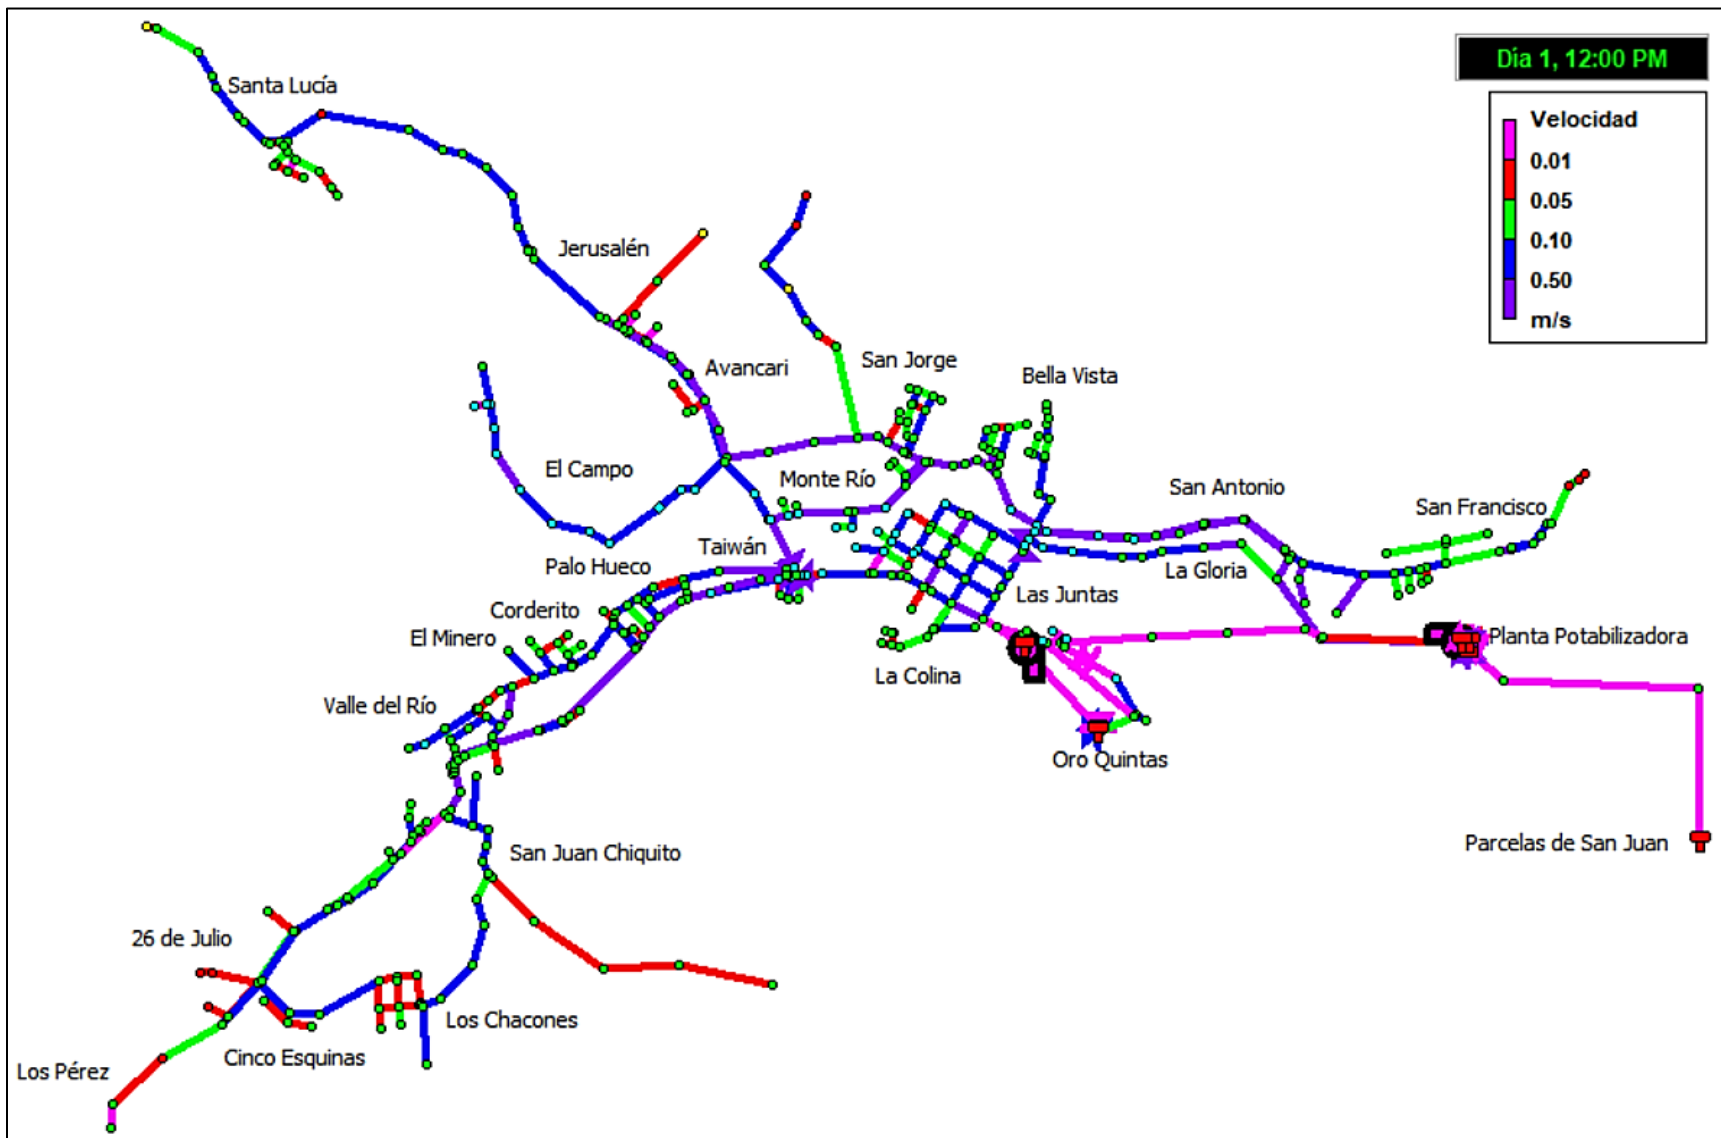 Día 1, 12:00 PM
Velocidad
0.01
0.05
0.10
0.50
m/s
Santa Lucía
Jerusalén
Avancari
San Jorge
Bella Vista
El Campo
Monte Río
San Antonio
San Francisco
Taiwán
Palo Hueco
La Gloria
Corderito
Las Juntas
El Minero
Planta Potabilizadora
La Colina
Valle del Río
Oro Quintas
San Juan Chiquito
Parcelas de San Juan
26 de Julio
Los Chacones
Cinco Esquinas
Los Pérez